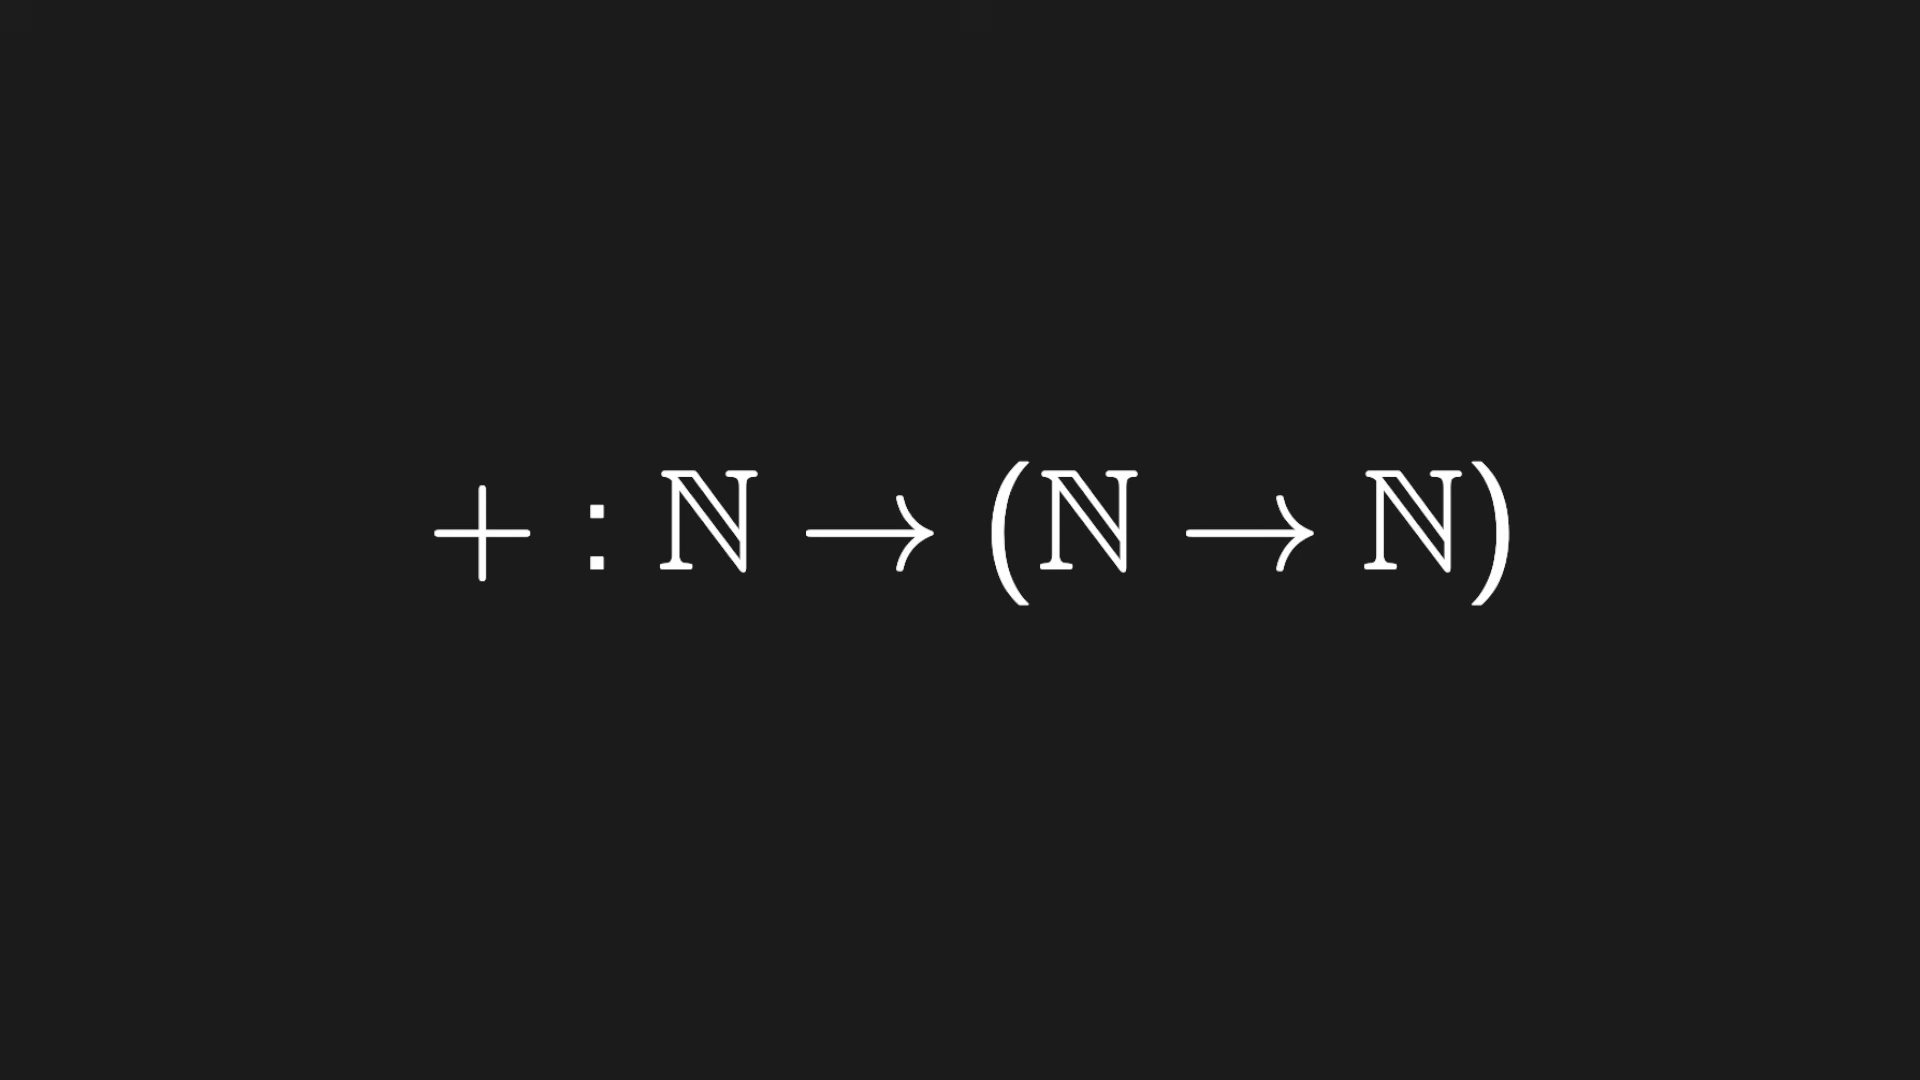 + : ℕ → (ℕ → ℕ)